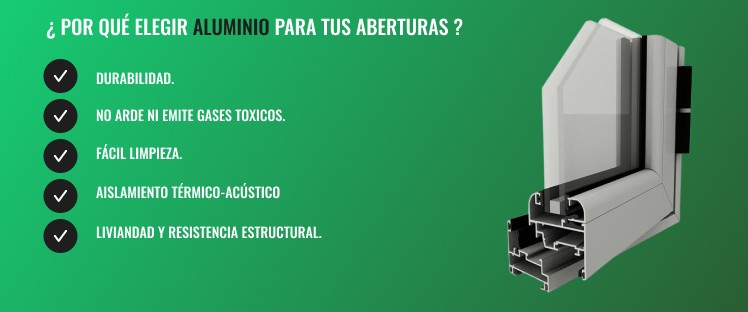 ¿ POR QUÉ ELEGIR ALUMINIO PARA TUS ABERTURAS ?
DURABILIDAD.
NO ARDE NI EMITE GASES TOXICOS.
FÁCIL LIMPIEZA.
AISLAMIENTO TÉRMICO-ACÚSTICO
LIVIANDAD Y RESISTENCIA ESTRUCTURAL.